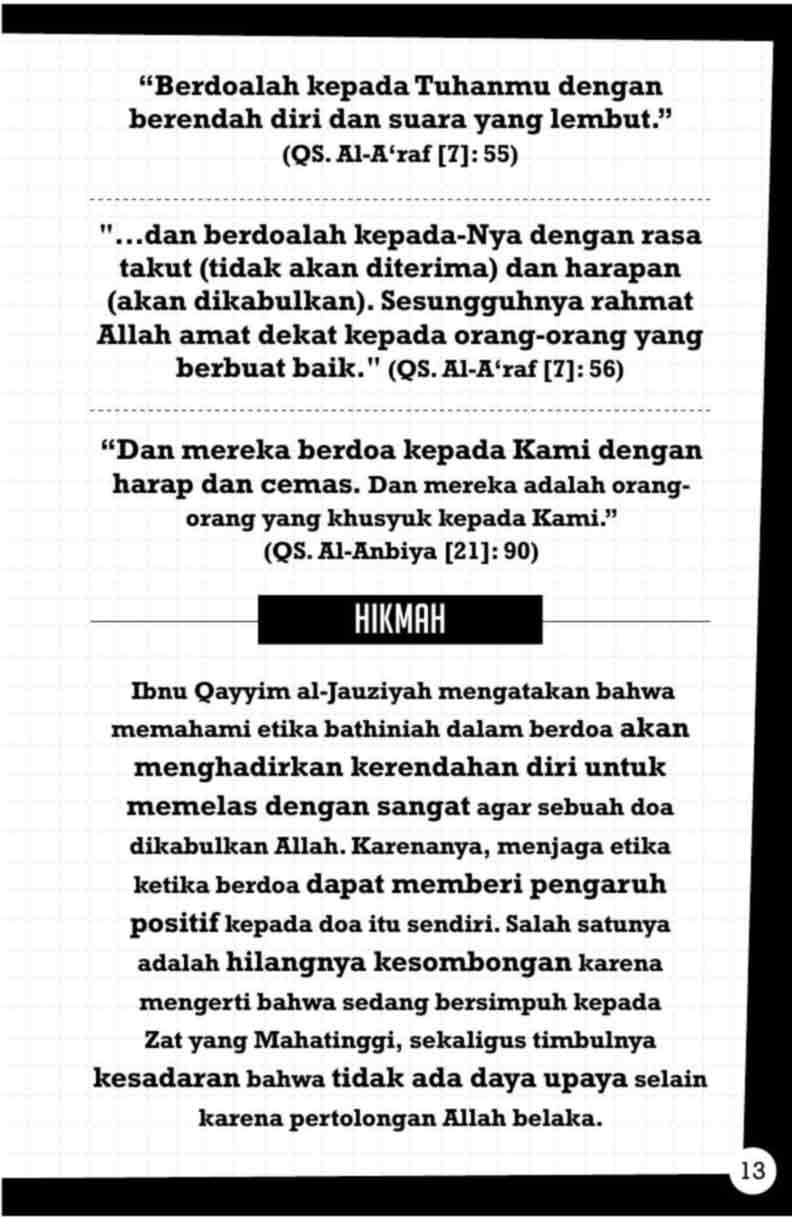 “Berdoalah kepada Tuhanmu dengan
berendah diri dan suara yang lembut.”
(QS. Al-A‘raf [7]: 55)
"...dan berdoalah kepada-Nya dengan rasa
takut (tidak akan diterima) dan harapan
(akan dikabulkan). Sesungguhnya rahmat
Allah amat dekat kepada orang-orang yang
berbuat baik." (QS. Al-A‘raf [7]: 56)
“Dan mereka berdoa kepada Kami dengan
harap dan cemas. Dan mereka adalah orang-
orang yang khusyuk kepada Kami.”
(QS. Al-Anbiya [21]: 90)
HIKMAH
Ibnu Qayyim al-Jauziyah mengatakan bahwa
memahami etika bathiniah dalam berdoa akan
menghadirkan kerendahan diri untuk
memelas dengan sangat agar sebuah doa
dikabulkan Allah. Karenanya, menjaga etika
ketika berdoa dapat memberi pengaruh
positif kepada doa itu sendiri. Salah satunya
adalah hilangnya kesombongan karena
mengerti bahwa sedang bersimpuh kepada
Zat yang Mahatinggi, sekaligus timbulnya
kesadaran bahwa tidak ada daya upaya selain
karena pertolongan Allah belaka.
13